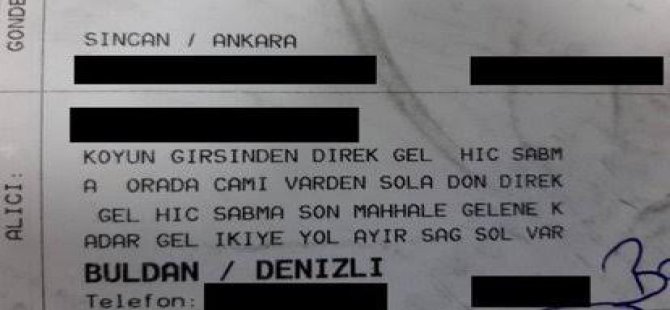 GONDE
SINCAN / ANKARA
ALICI:
KOYUN GIRSINDEN DIREK GEL HIC SABM
A ORADA CAMI VARDEN SOLA DON DIREK
GEL HIC SABMA SON MAHHALE GELENE K
ADAR GEL IKIYE YOL AYIR SAG SOL VAR
BULDAN / DENIZLI
Telefon: